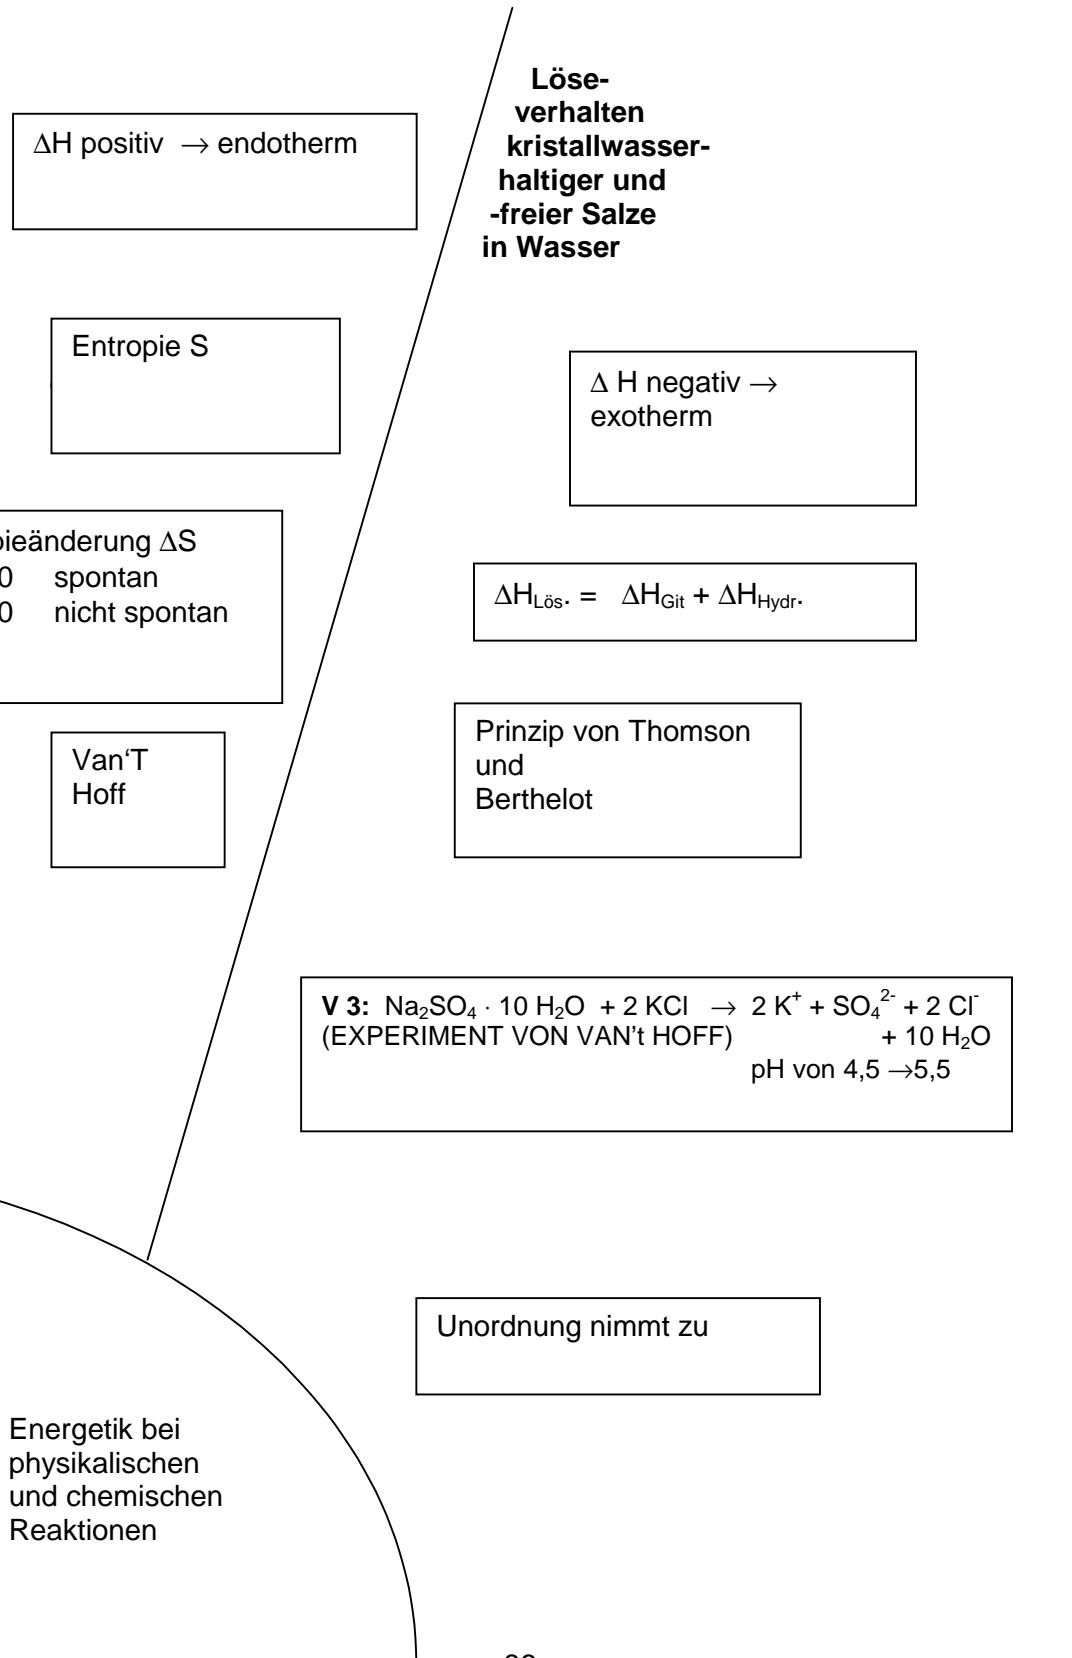 Löse-
verhalten
kristallwasser-
haltiger und
-freier Salze
in Wasser
ΔH positiv → endotherm
Entropie S
Δ H negativ →
exotherm
ieänderung ΔS
0 spontan
0 nicht spontan
ΔH_Lös. = ΔH_Git + ΔH_Hydr.
Van‘T
Hoff
Prinzip von Thomson
und
Berthelot
V 3: Na₂SO₄ · 10 H₂O + 2 KCl → 2 K⁺ + SO₄²⁻ + 2 Cl⁻
(EXPERIMENT VON VAN't HOFF) + 10 H₂O
pH von 4,5 →5,5
Unordnung nimmt zu
Energetik bei
physikalischen
und chemischen
Reaktionen